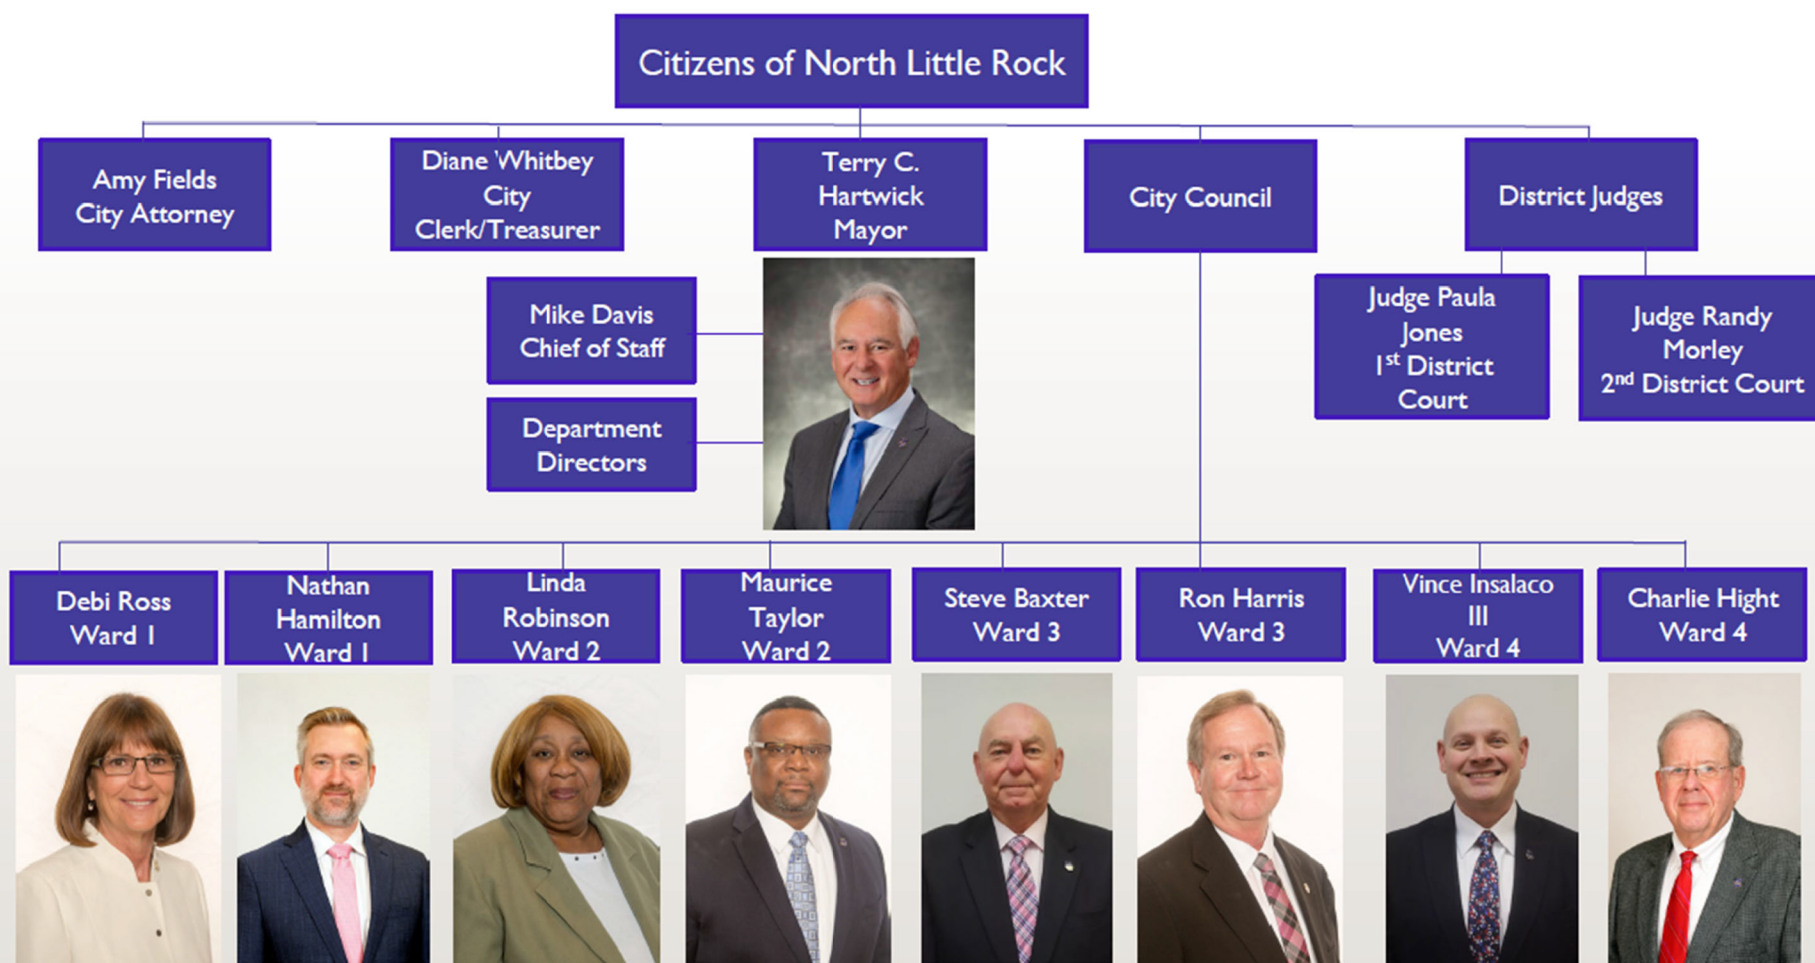 Citizens of North Little Rock
Amy Fields
City Attorney
Diane Whitbey
City
Clerk/Treasurer
Terry C.
Hartwick
Mayor
City Council
District Judges
Mike Davis
Chief of Staff
Department
Directors
Judge Paula
Jones
1st District
Court
Judge Randy
Morley
2nd District Court
Debi Ross
Ward 1
Nathan
Hamilton
Ward 1
Linda
Robinson
Ward 2
Maurice
Taylor
Ward 2
Steve Baxter
Ward 3
Ron Harris
Ward 3
Vince Insalaco
III
Ward 4
Charlie Hight
Ward 4